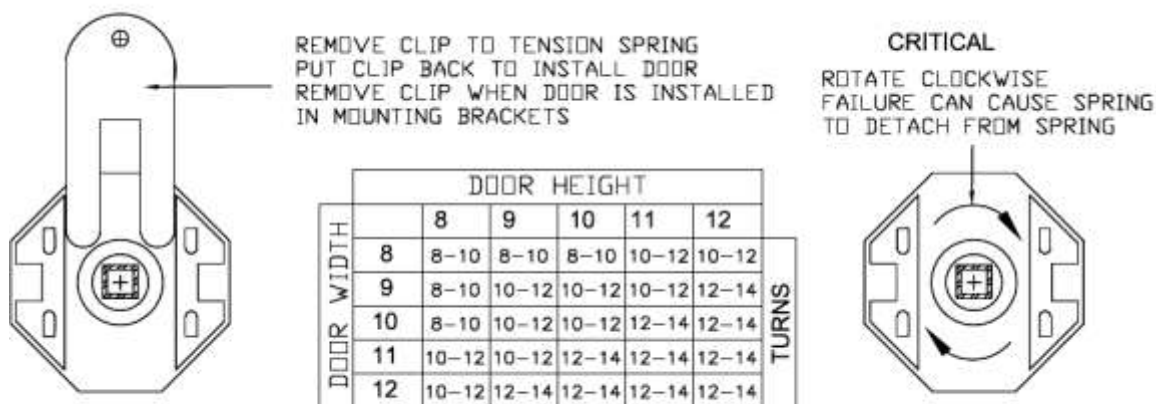 REMOVE CLIP TO TENSION SPRING
PUT CLIP BACK TO INSTALL DOOR
REMOVE CLIP WHEN DOOR IS INSTALLED
IN MOUNTING BRACKETS
CRITICAL
ROTATE CLOCKWISE
FAILURE CAN CAUSE SPRING
TO DETACH FROM SPRING
DOOR HEIGHT
DOOR WIDTH
8 9 10 11 12
8 8-10 8-10 8-10 10-12 10-12
9 8-10 10-12 10-12 10-12 12-14
10 8-10 10-12 10-12 12-14 12-14
11 10-12 10-12 12-14 12-14 12-14
12 10-12 12-14 12-14 12-14 12-14
TURNS